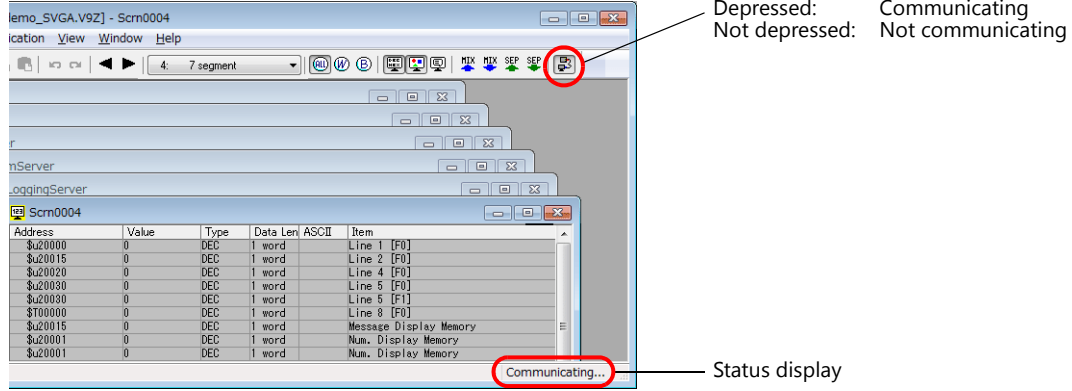 lemo_SVGA.V9Z] - Scrn0004
ication View Window Help
4: 7 segment ALL W B MIX MIX SEP SEP
Depressed: Communicating
Not depressed: Not communicating
r
mServer
LoggingServer
123 Scrn0004
Address Value Type Data Len ASCII Item
$u20000 0 DEC 1 word Line 1 [F0]
$u20015 0 DEC 1 word Line 2 [F0]
$u20020 0 DEC 1 word Line 4 [F0]
$u20030 0 DEC 1 word Line 5 [F0]
$u20030 0 DEC 1 word Line 5 [F1]
$T00000 0 DEC 1 word Line 8 [F0]
$u20015 0 DEC 1 word Message Display Memory
$u20001 0 DEC 1 word Num. Display Memory
$u20001 0 DEC 1 word Num. Display Memory
Communicating...
Status display